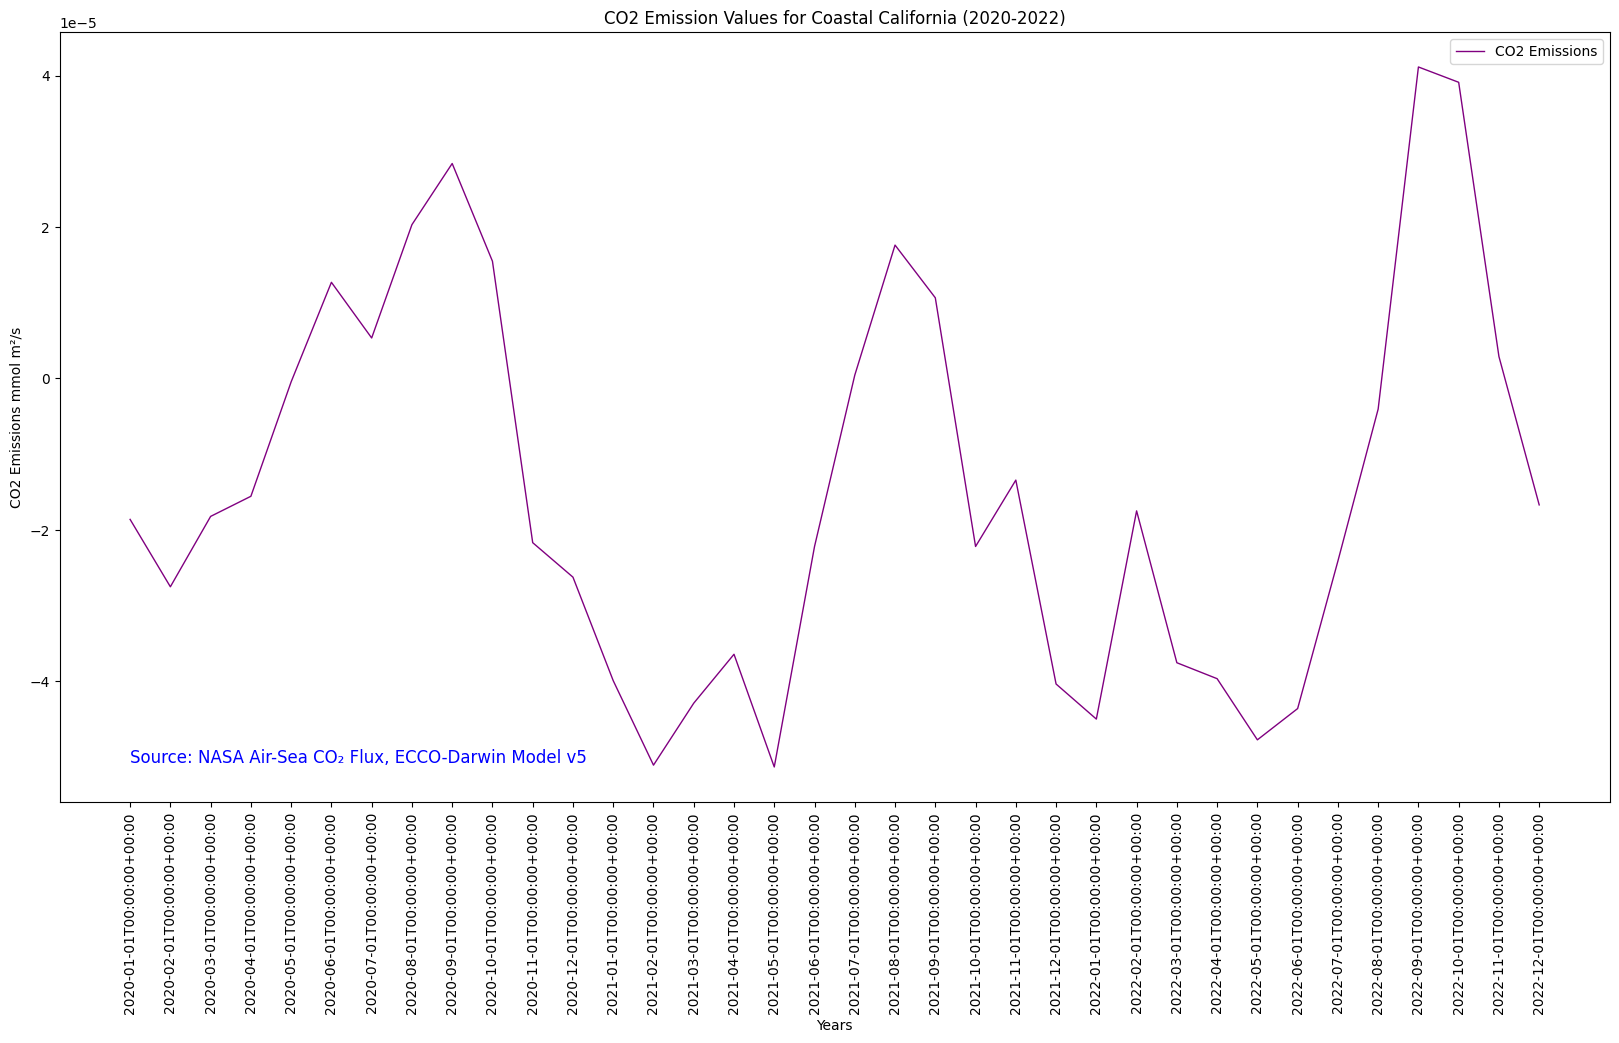 CO2 Emission Values for Coastal California (2020-2022)
1e−5
CO2 Emissions
4
2
0
−2
−4
CO2 Emissions mmol m²/s
Source: NASA Air-Sea CO₂ Flux, ECCO-Darwin Model v5
2020-01-01T00:00:00+00:00
2020-02-01T00:00:00+00:00
2020-03-01T00:00:00+00:00
2020-04-01T00:00:00+00:00
2020-05-01T00:00:00+00:00
2020-06-01T00:00:00+00:00
2020-07-01T00:00:00+00:00
2020-08-01T00:00:00+00:00
2020-09-01T00:00:00+00:00
2020-10-01T00:00:00+00:00
2020-11-01T00:00:00+00:00
2020-12-01T00:00:00+00:00
2021-01-01T00:00:00+00:00
2021-02-01T00:00:00+00:00
2021-03-01T00:00:00+00:00
2021-04-01T00:00:00+00:00
2021-05-01T00:00:00+00:00
2021-06-01T00:00:00+00:00
2021-07-01T00:00:00+00:00
2021-08-01T00:00:00+00:00
2021-09-01T00:00:00+00:00
2021-10-01T00:00:00+00:00
2021-11-01T00:00:00+00:00
2021-12-01T00:00:00+00:00
2022-01-01T00:00:00+00:00
2022-02-01T00:00:00+00:00
2022-03-01T00:00:00+00:00
2022-04-01T00:00:00+00:00
2022-05-01T00:00:00+00:00
2022-06-01T00:00:00+00:00
2022-07-01T00:00:00+00:00
2022-08-01T00:00:00+00:00
2022-09-01T00:00:00+00:00
2022-10-01T00:00:00+00:00
2022-11-01T00:00:00+00:00
2022-12-01T00:00:00+00:00
Years